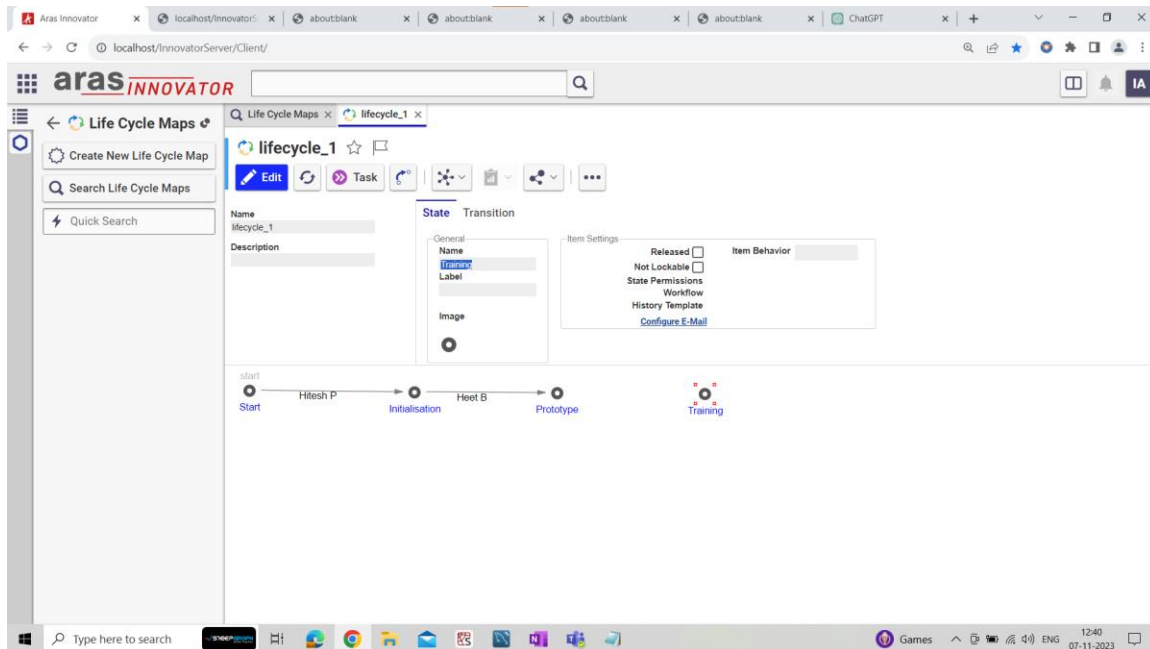 Aras Innovator
localhost/InnovatorS
about:blank
about:blank
about:blank
about:blank
ChatGPT
localhost/InnovatorServer/Client/
aras INNOVATOR
IA
Life Cycle Maps
Create New Life Cycle Map
Search Life Cycle Maps
Quick Search
Life Cycle Maps
lifecycle_1
lifecycle_1
Edit
Task
Name
lifecycle_1
Description
State Transition
General
Name
Training
Label
Image
Item Settings
Released
Not Lockable
State Permissions
Workflow
History Template
Configure E-Mail
Item Behavior
start
Start
Hitesh P
Initialisation
Heet B
Prototype
Training
Type here to search
Games
ENG
12:40
07-11-2023